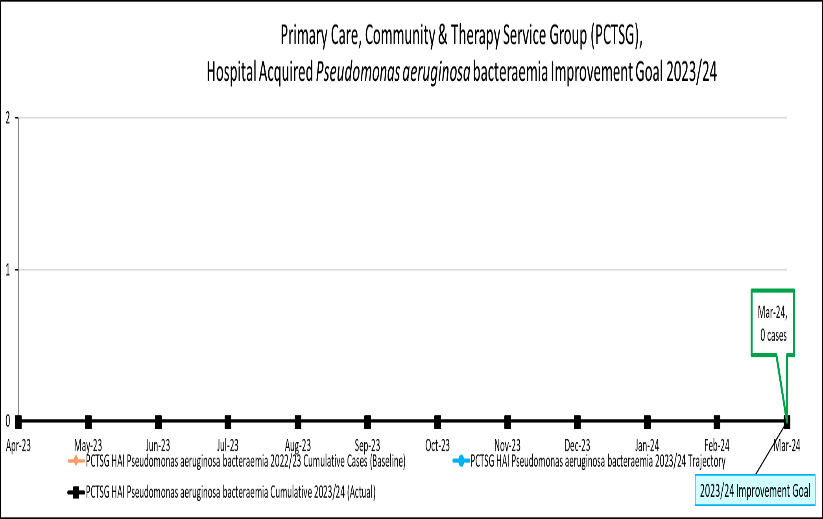 Primary Care, Community & Therapy Service Group (PCTSG),
Hospital Acquired Pseudomonas aeruginosa bacteraemia Improvement Goal 2023/24
2
1
Mar-24,
0 cases
0
Apr-23 May-23 Jun-23 Jul-23 Aug-23 Sep-23 Oct-23 Nov-23 Dec-23 Jan-24 Feb-24 Mar-24
PCTSG HAI Pseudomonas aeruginosa bacteraemia 2022/23 Cumulative Cases (Baseline)
PCTSG HAI Pseudomonas aeruginosa bacteraemia 2023/24 Trajectory
PCTSG HAI Pseudomonas aeruginosa bacteraemia Cumulative 2023/24 (Actual)
2023/24 Improvement Goal